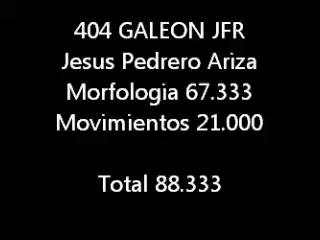 404 GALEON JFR
Jesus Pedrero Ariza
Morfologia 67.333
Movimientos 21.000
Total 88.333